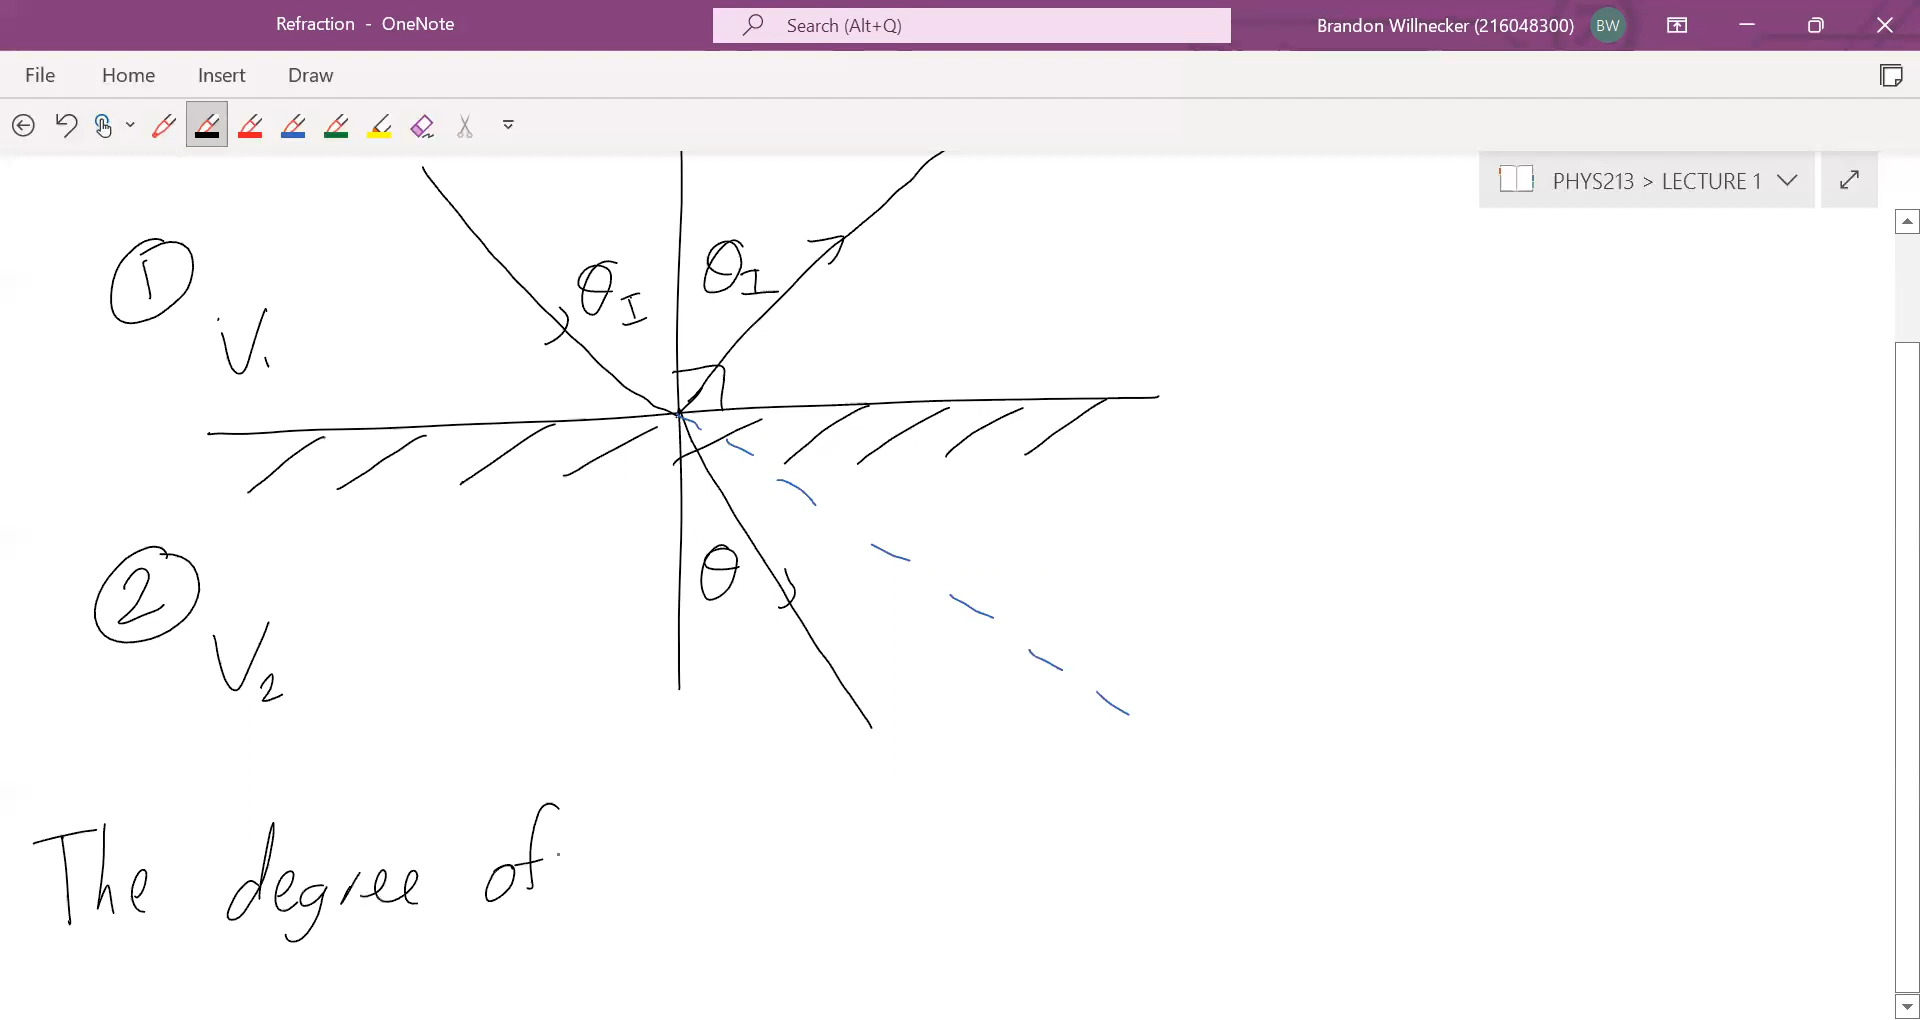 Refraction - OneNote
Search (Alt+Q)
Brandon Willnecker (216048300) BW
File Home Insert Draw
PHYS213 > LECTURE 1
θI θI
1
V1
2
θ
V2
The degree of